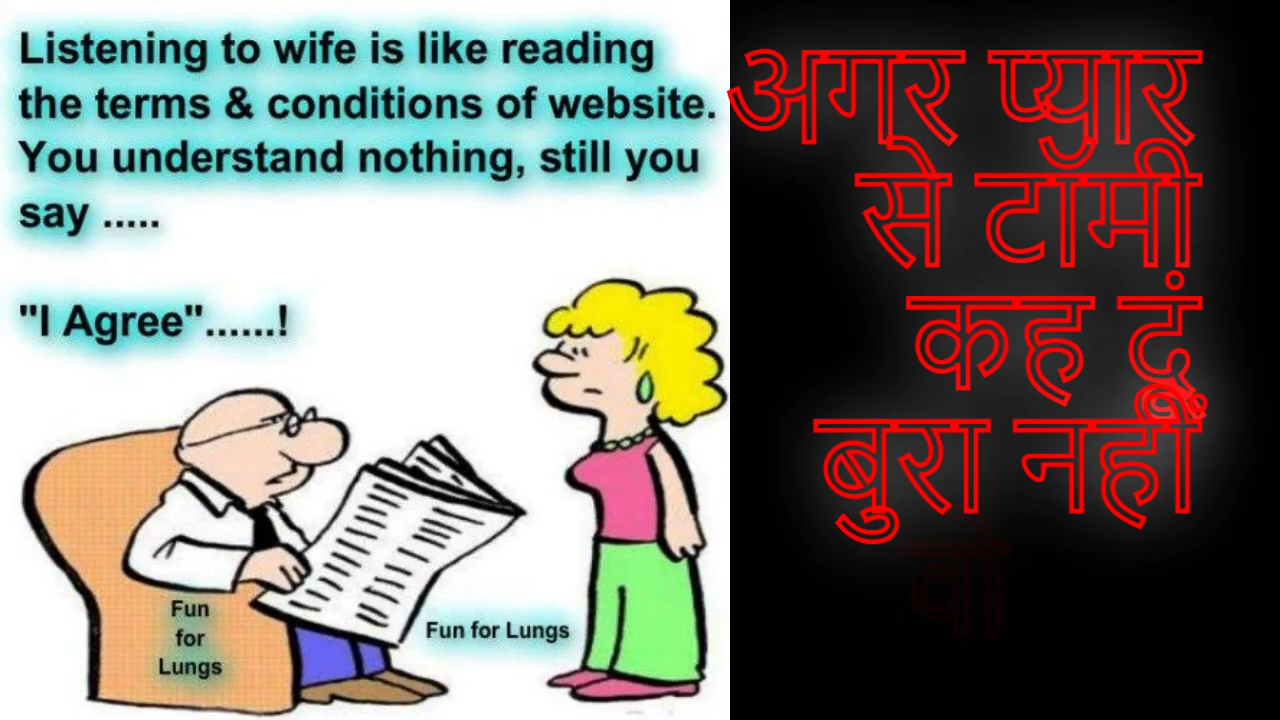 Listening to wife is like reading
the terms & conditions of website.
You understand nothing, still you
say .....
"I Agree"......!
Fun
for
Lungs
Fun for Lungs
अगर प्यार
से टॉमी
कह दूं
बुरा नहीं
वो